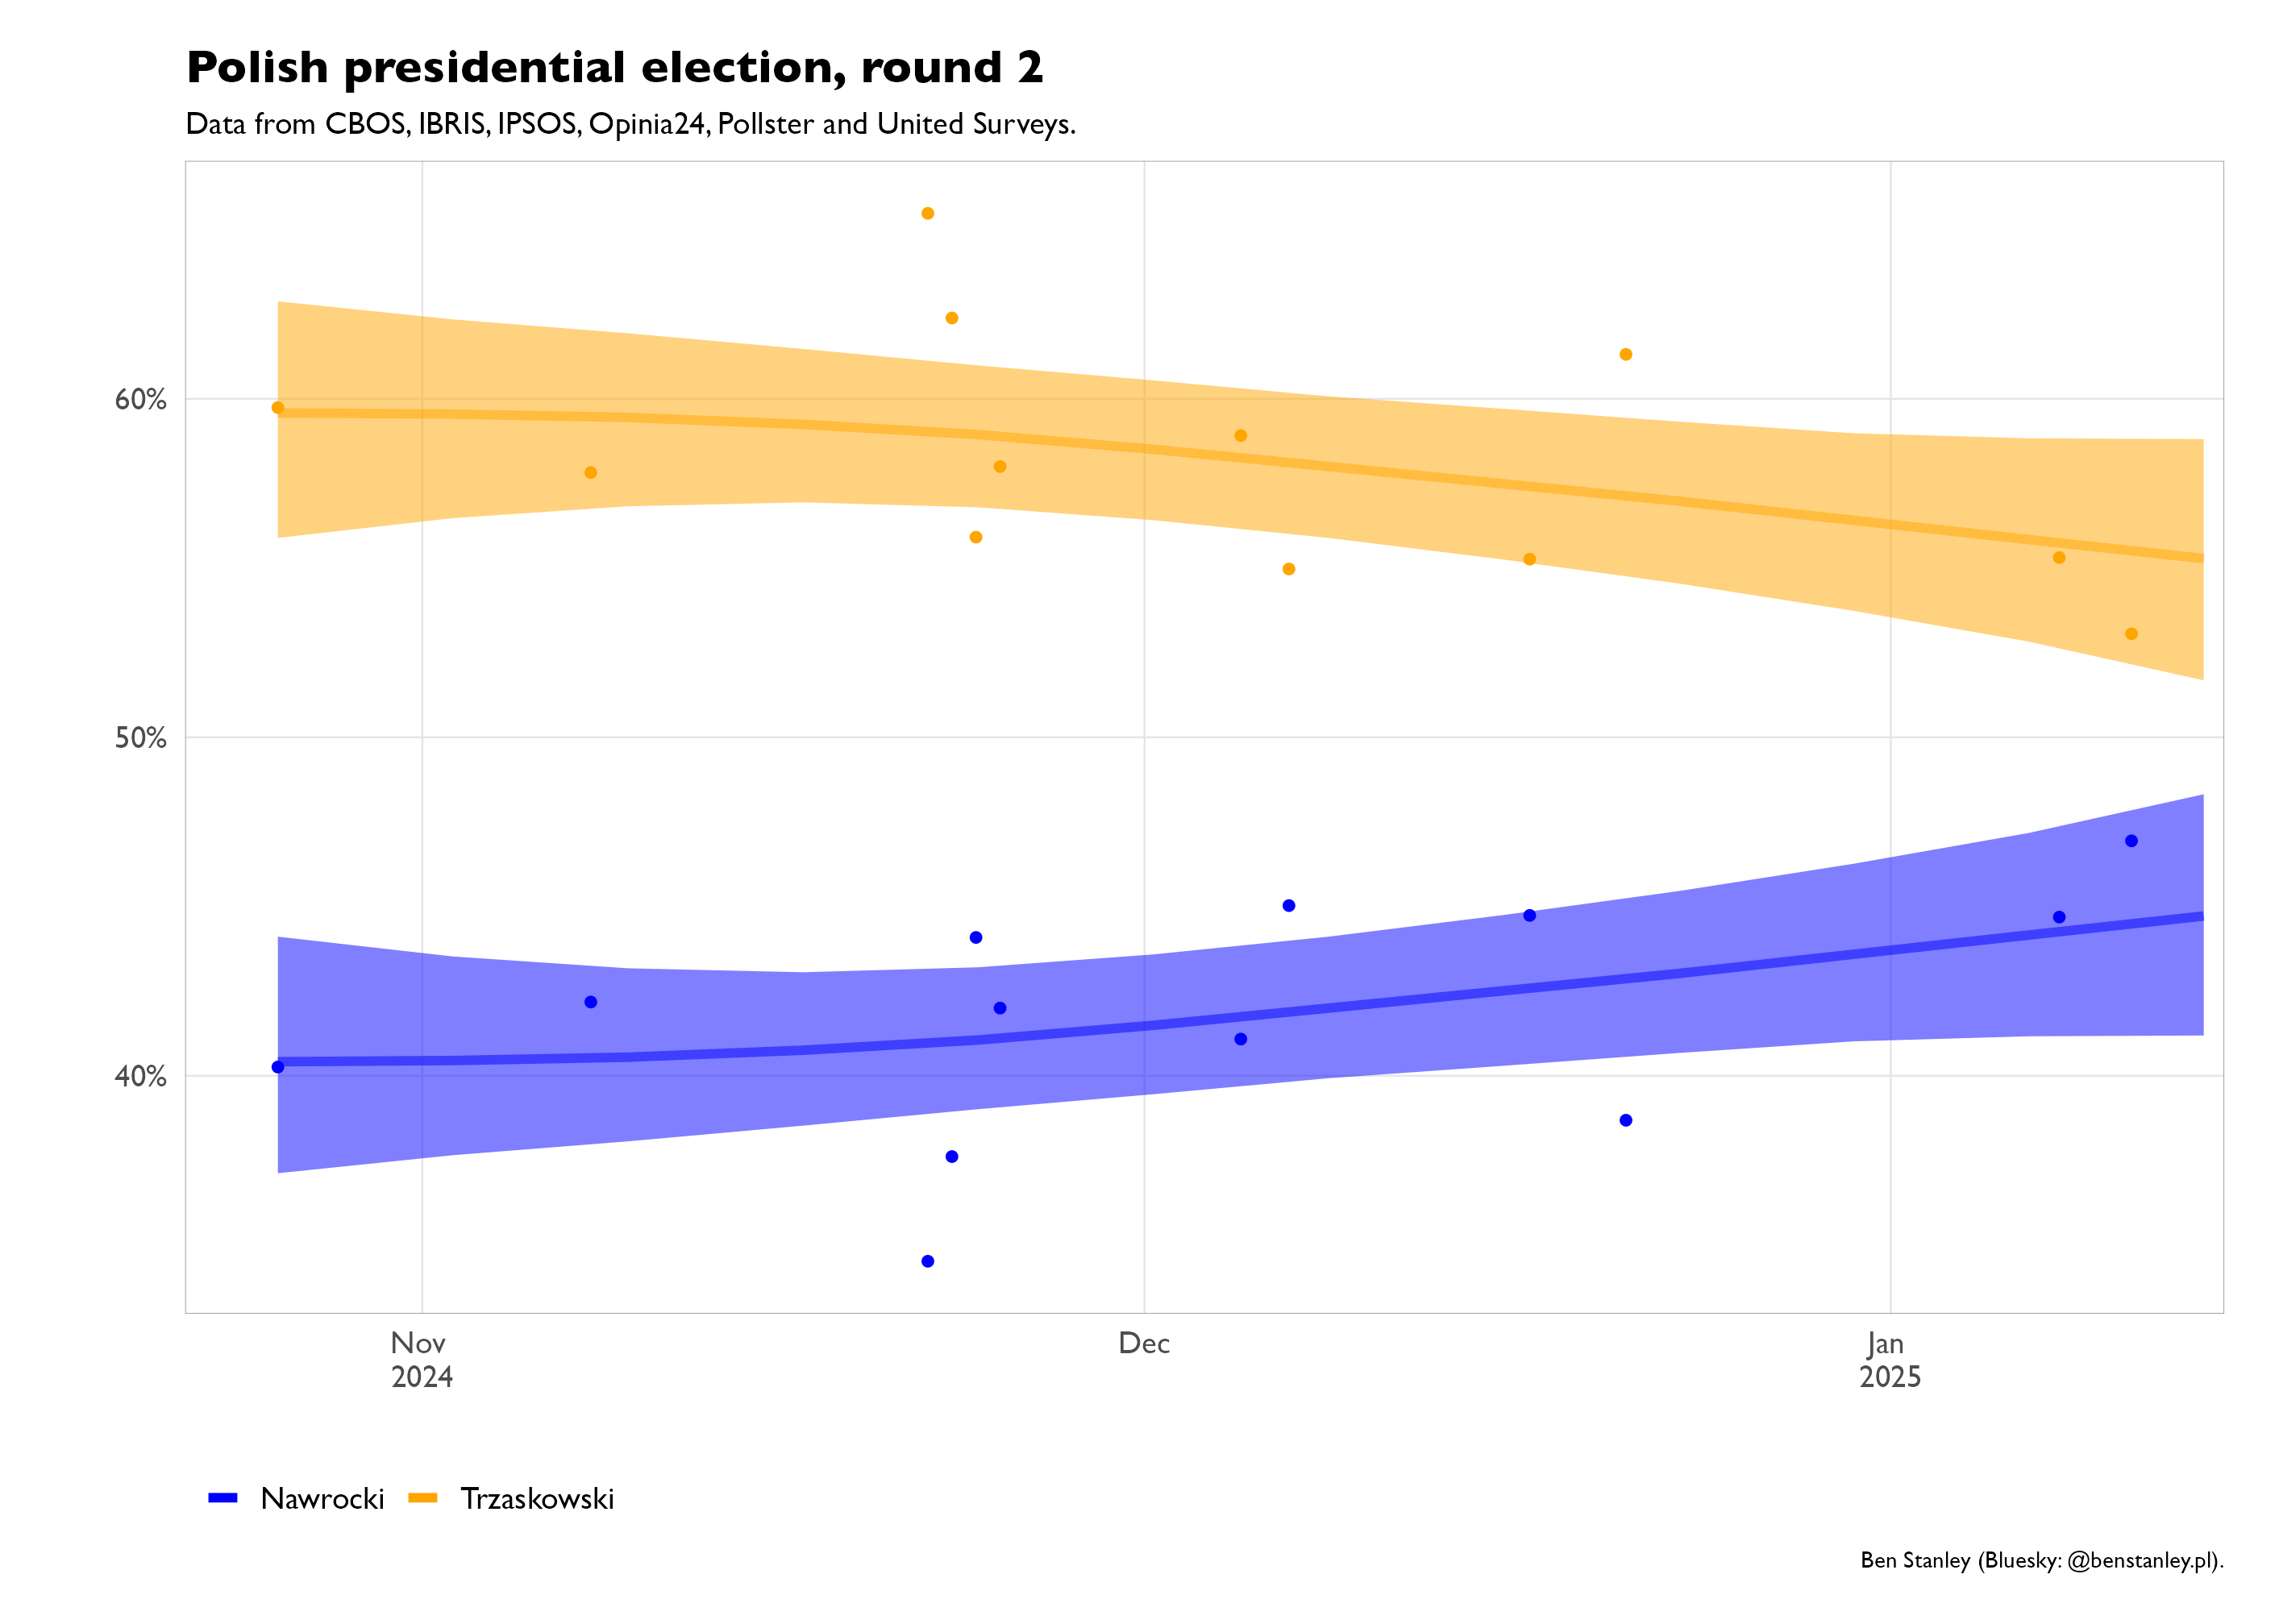 Polish presidential election, round 2
Data from CBOS, IBRIS, IPSOS, Opinia24, Pollster and United Surveys.
60%
50%
40%
Nov
2024
Dec
Jan
2025
Nawrocki Trzaskowski
Ben Stanley (Bluesky: @benstanley.pl).